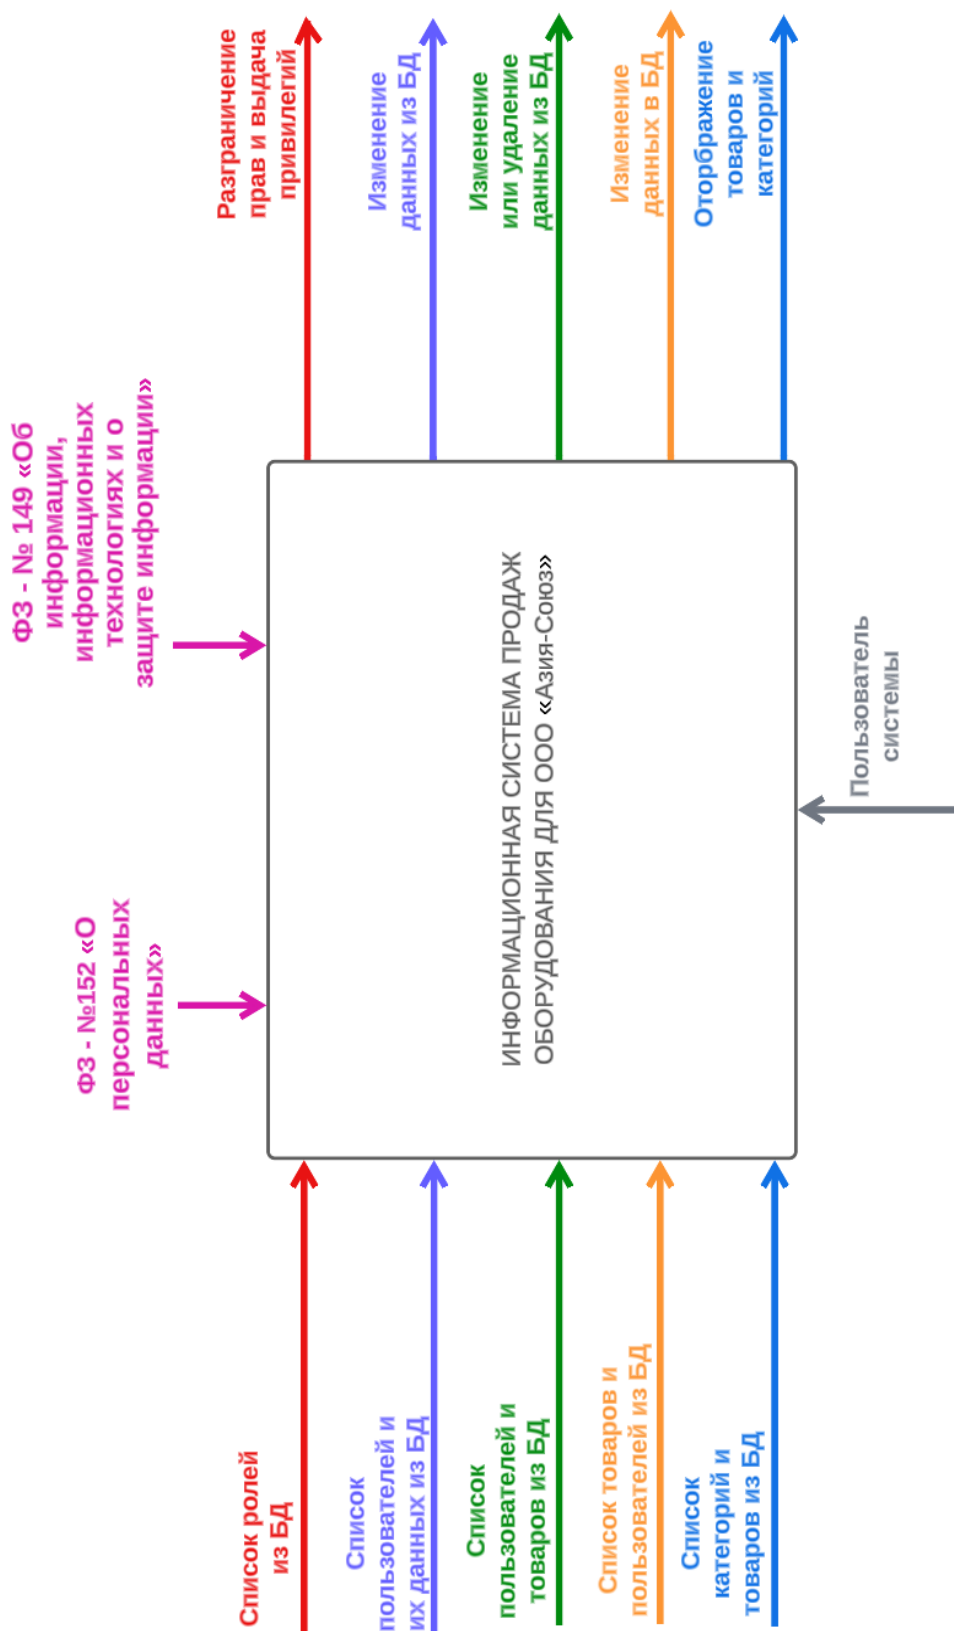 ФЗ - №152 «О
персональных
данных»
ФЗ - № 149 «Об
информации,
информационных
технологиях и о
защите информации»
Список ролей
из БД
Список
пользователей и
их данных из БД
Список
пользователей и
товаров из БД
Список товаров и
пользователей из БД
Список
категорий и
товаров из БД
ИНФОРМАЦИОННАЯ СИСТЕМА ПРОДАЖ
ОБОРУДОВАНИЯ ДЛЯ ООО «Азия-Союз»
Разграничение
прав и выдача
привилегий
Изменение
данных из БД
Изменение
или удаление
данных из БД
Изменение
данных в БД
Оторбражение
товаров и
категорий
Пользователь
системы